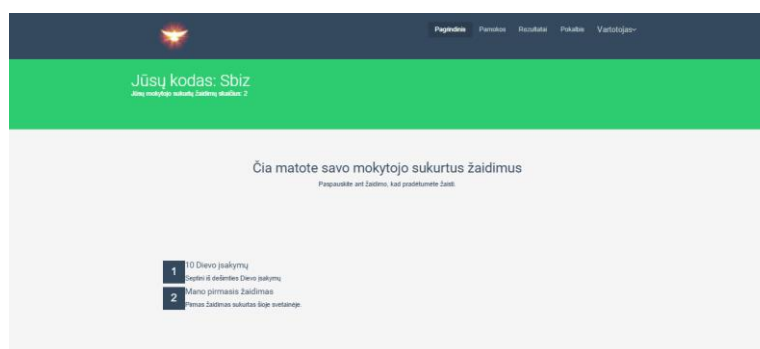 Pagrindinis Pamokos Rezultatai Pokalbis Vartotojas
Jūsų kodas: Sbiz
Jūsų mokytojo sukurtų žaidimų skaičius: 2
Čia matote savo mokytojo sukurtus žaidimus
Paspauskite ant žaidimo, kad pradėtumėte žaisti.
1 10 Dievo įsakymų
Septini iš dešimties Dievo įsakymų
2 Mano pirmasis žaidimas
Pirmas žaidimas sukurtas šioje svetainėje.